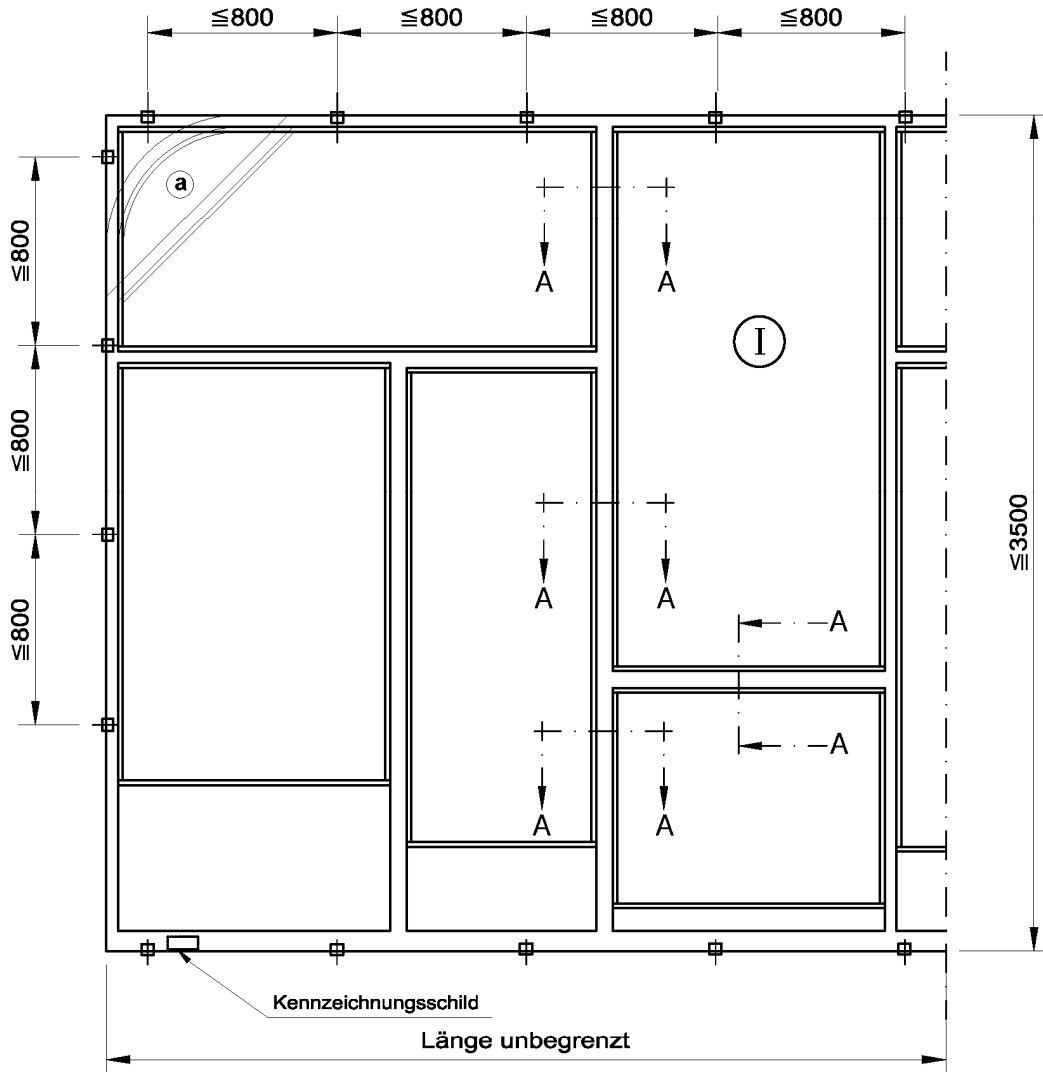 ≦800 ≦800 ≦800 ≦800
a
≦800
A A
I
≦800
≦3500
A A
≦800
A
A
A A
Kennzeichnungsschild
Länge unbegrenzt